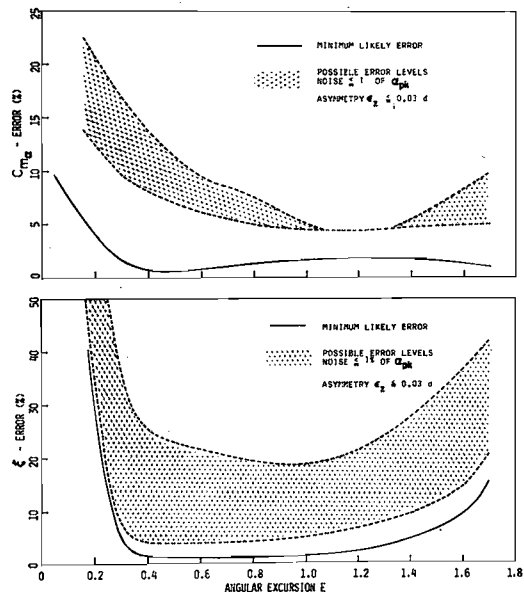 25
20
15
10
5
0
C_mα - ERROR (%)
MINIMUM LIKELY ERROR
POSSIBLE ERROR LEVELS
NOISE ≤ 1 OF α_pk
ASYMMETRY ε_z ≤ 0.03 d
50
40
30
20
10
0
ξ - ERROR (%)
MINIMUM LIKELY ERROR
POSSIBLE ERROR LEVELS
NOISE ≤ 1% OF α_pk
ASYMMETRY ε_z & 0.03 d
0 0.2 0.4 0.6 0.8 1.0 1.2 1.4 1.6 1.8
ANGULAR EXCURSION E